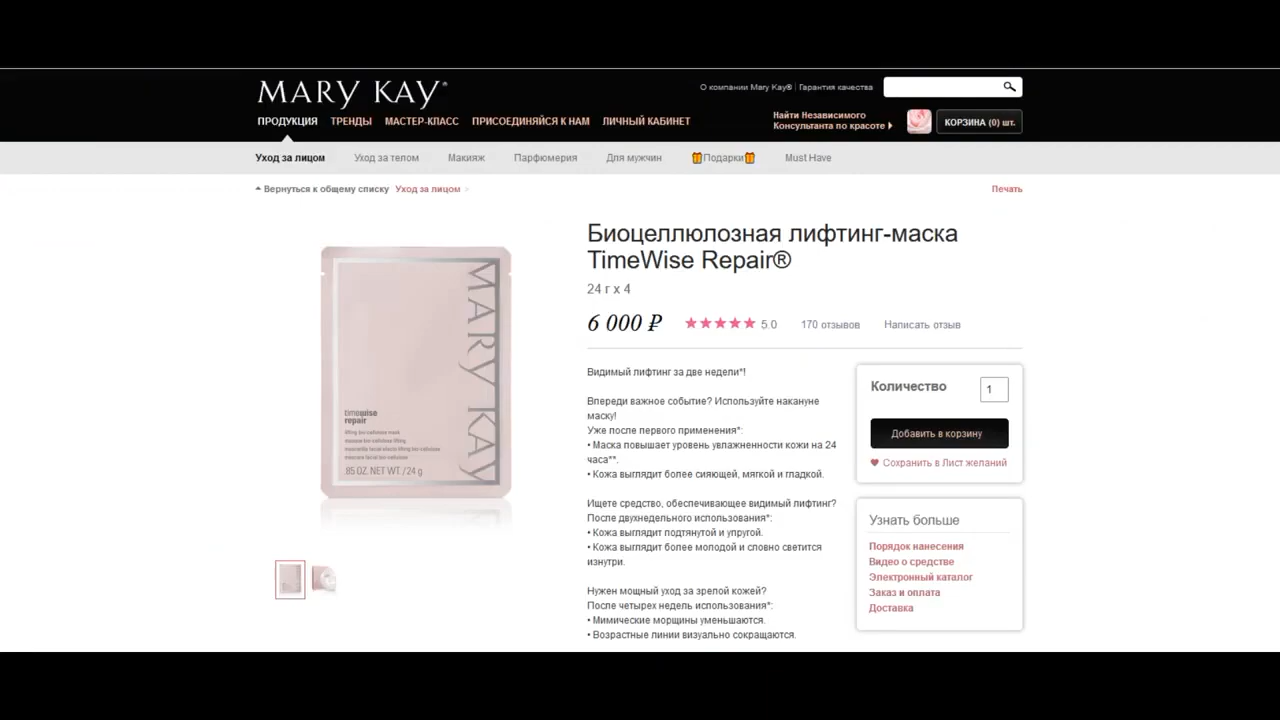 MARY KAY®
О компании Mary Kay® | Гарантия качества
ПРОДУКЦИЯ ТРЕНДЫ МАСТЕР-КЛАСС ПРИСОЕДИНЯЙСЯ К НАМ ЛИЧНЫЙ КАБИНЕТ
Найти Независимого
Консультанта по красоте
КОРЗИНА (0) шт.
Уход за лицом Уход за телом Макияж Парфюмерия Для мужчин Подарки Must Have
Вернуться к общему списку Уход за лицом >
Печать
MARY KAY
timewise
repair
lifting bio-cellulose mask
.85 OZ. NET WT. / 24 g
Биоцеллюлозная лифтинг-маска
TimeWise Repair®
24 г x 4
6 000 ₽ 5.0 170 отзывов Написать отзыв
Видимый лифтинг за две недели*!
Впереди важное событие? Используйте накануне
маску!
Уже после первого применения*:
• Маска повышает уровень увлажненности кожи на 24
часа**.
• Кожа выглядит более сияющей, мягкой и гладкой.
Ищете средство, обеспечивающее видимый лифтинг?
После двухнедельного использования*:
• Кожа выглядит подтянутой и упругой.
• Кожа выглядит более молодой и словно светится
изнутри.
Нужен мощный уход за зрелой кожей?
После четырех недель использования*:
• Мимические морщины уменьшаются.
• Возрастные линии визуально сокращаются.
Количество 1
Добавить в корзину
Сохранить в Лист желаний
Узнать больше
Порядок нанесения
Видео о средстве
Электронный каталог
Заказ и оплата
Доставка